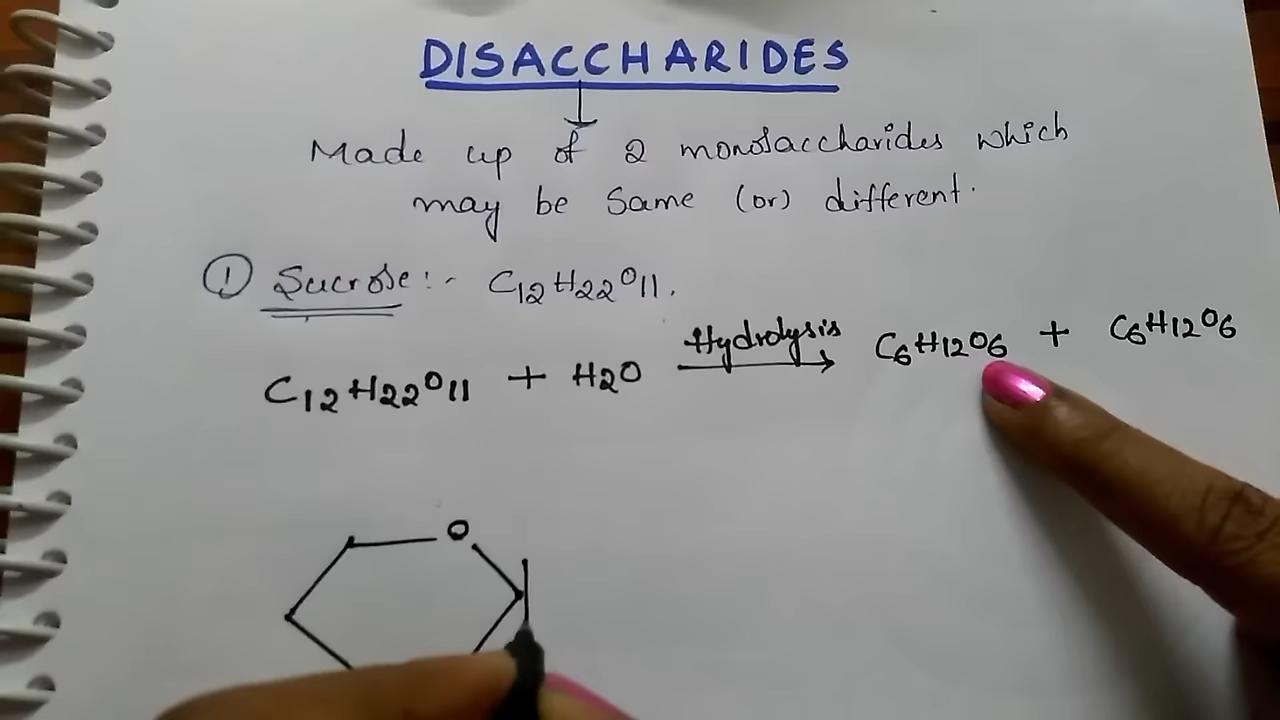 DISACCHARIDES
Made up of 2 monosaccharides which
may be Same (or) different.
① Sucrose:- C12H22O11.
C12H22O11 + H2O Hydrolysis C6H12O6 + C6H12O6
O